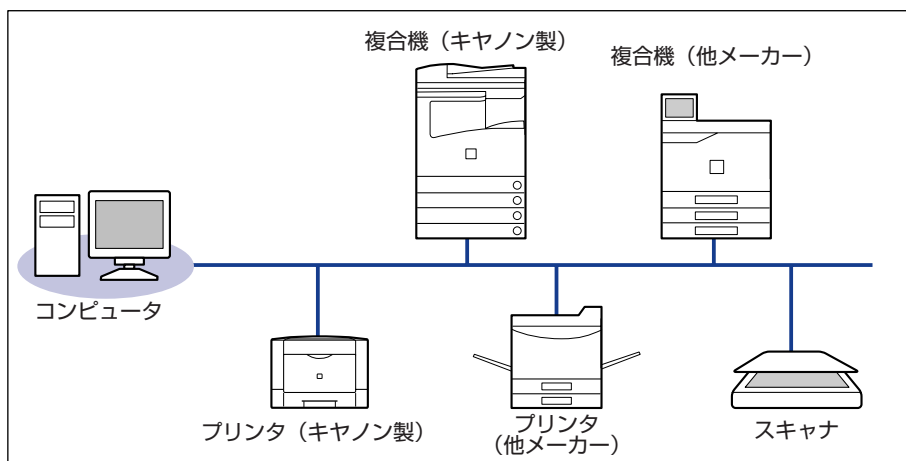 複合機（キヤノン製）
複合機（他メーカー）
コンピュータ
プリンタ（キヤノン製）
プリンタ
（他メーカー）
スキャナ